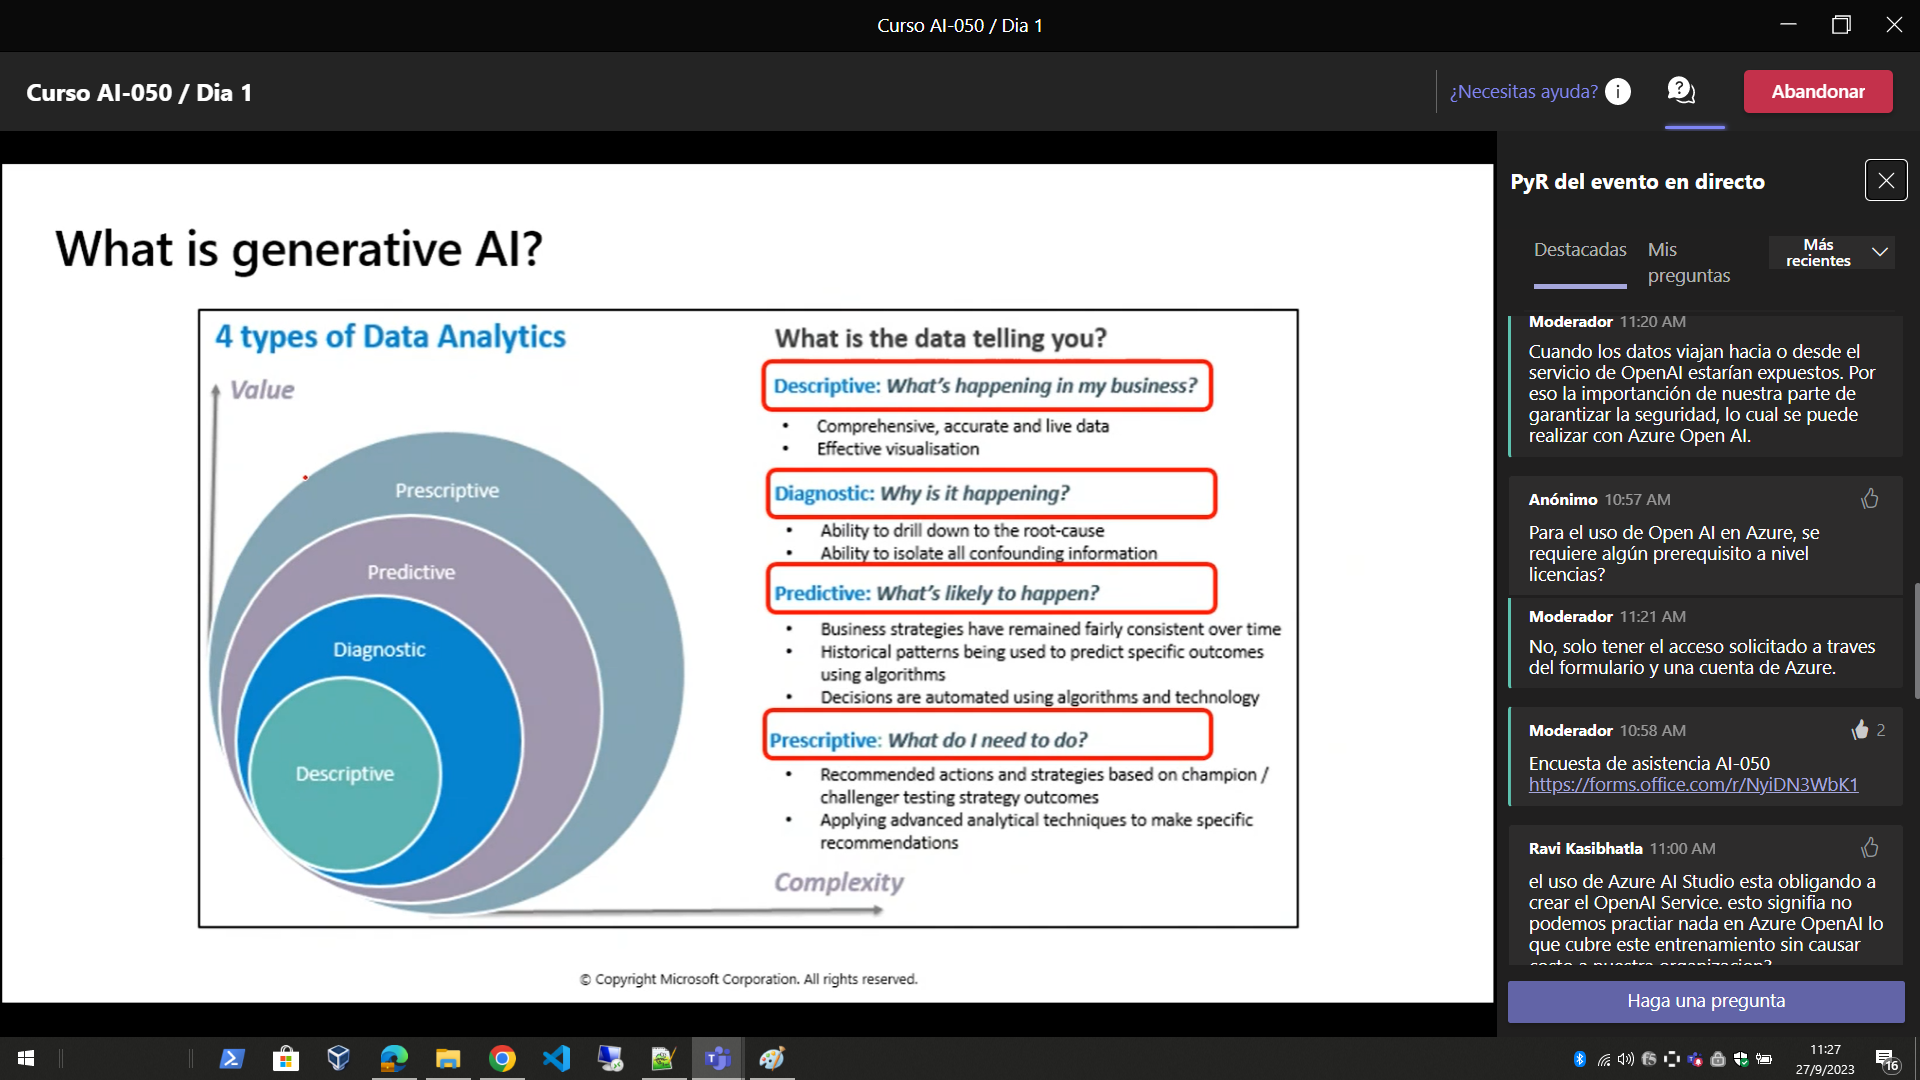 Curso AI-050 / Dia 1
Curso AI-050 / Dia 1
¿Necesitas ayuda?
Abandonar
What is generative AI?
4 types of Data Analytics
Value
Prescriptive
Predictive
Diagnostic
Descriptive
What is the data telling you?
Descriptive: What's happening in my business?
• Comprehensive, accurate and live data
• Effective visualisation
Diagnostic: Why is it happening?
• Ability to drill down to the root-cause
• Ability to isolate all confounding information
Predictive: What's likely to happen?
• Business strategies have remained fairly consistent over time
• Historical patterns being used to predict specific outcomes
using algorithms
• Decisions are automated using algorithms and technology
Prescriptive: What do I need to do?
• Recommended actions and strategies based on champion /
challenger testing strategy outcomes
• Applying advanced analytical techniques to make specific
recommendations
Complexity
© Copyright Microsoft Corporation. All rights reserved.
PyR del evento en directo
Destacadas
Mis
preguntas
Más
recientes
Moderador 11:20 AM
Cuando los datos viajan hacia o desde el
servicio de OpenAI estarían expuestos. Por
eso la importanción de nuestra parte de
garantizar la seguridad, lo cual se puede
realizar con Azure Open AI.
Anónimo 10:57 AM
Para el uso de Open AI en Azure, se
requiere algún prerequisito a nivel
licencias?
Moderador 11:21 AM
No, solo tener el acceso solicitado a traves
del formulario y una cuenta de Azure.
Moderador 10:58 AM 2
Encuesta de asistencia AI-050
https://forms.office.com/r/NyiDN3WbK1
Ravi Kasibhatla 11:00 AM
el uso de Azure AI Studio esta obligando a
crear el OpenAI Service. esto signifia no
podemos practiar nada en Azure OpenAI lo
que cubre este entrenamiento sin causar
costo a nuestra organizacion?
Haga una pregunta
11:27
27/9/2023
16